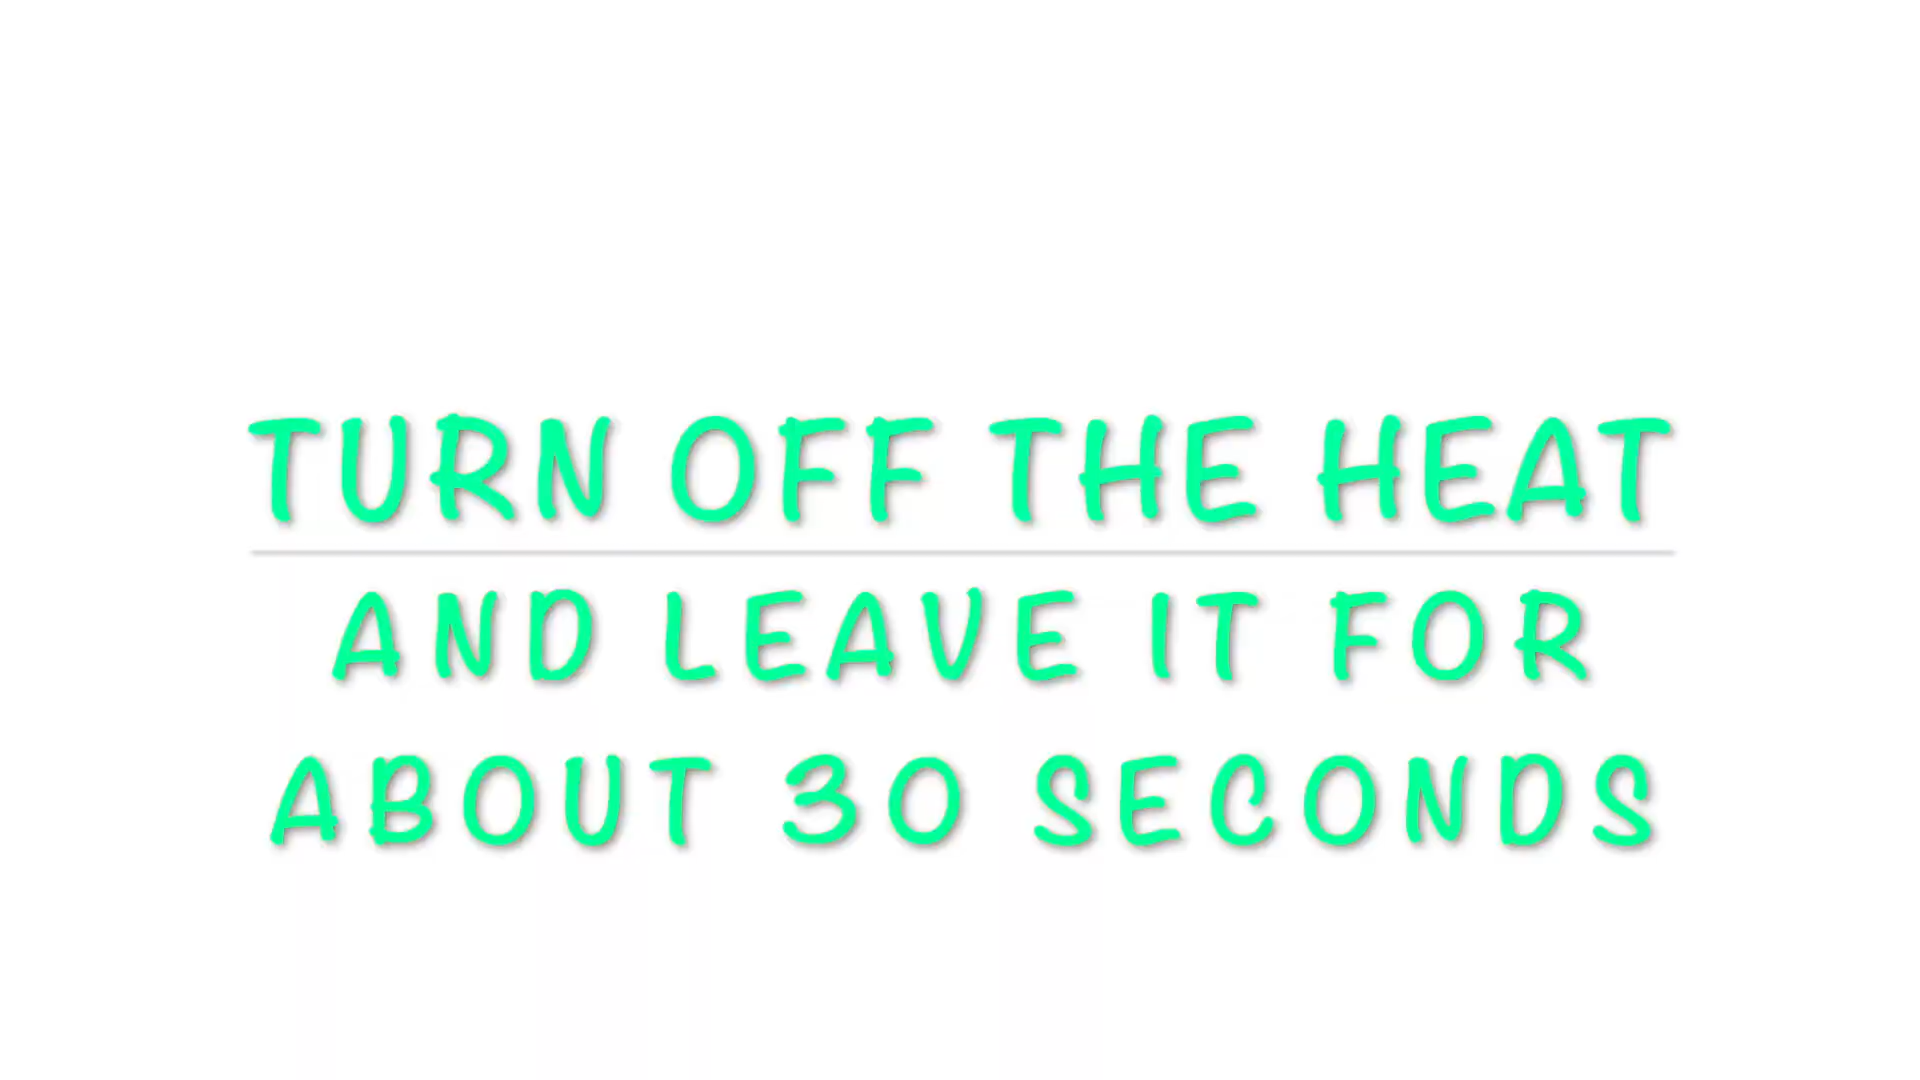 TURN OFF THE HEAT
AND LEAVE IT FOR
ABOUT 30 SECONDS